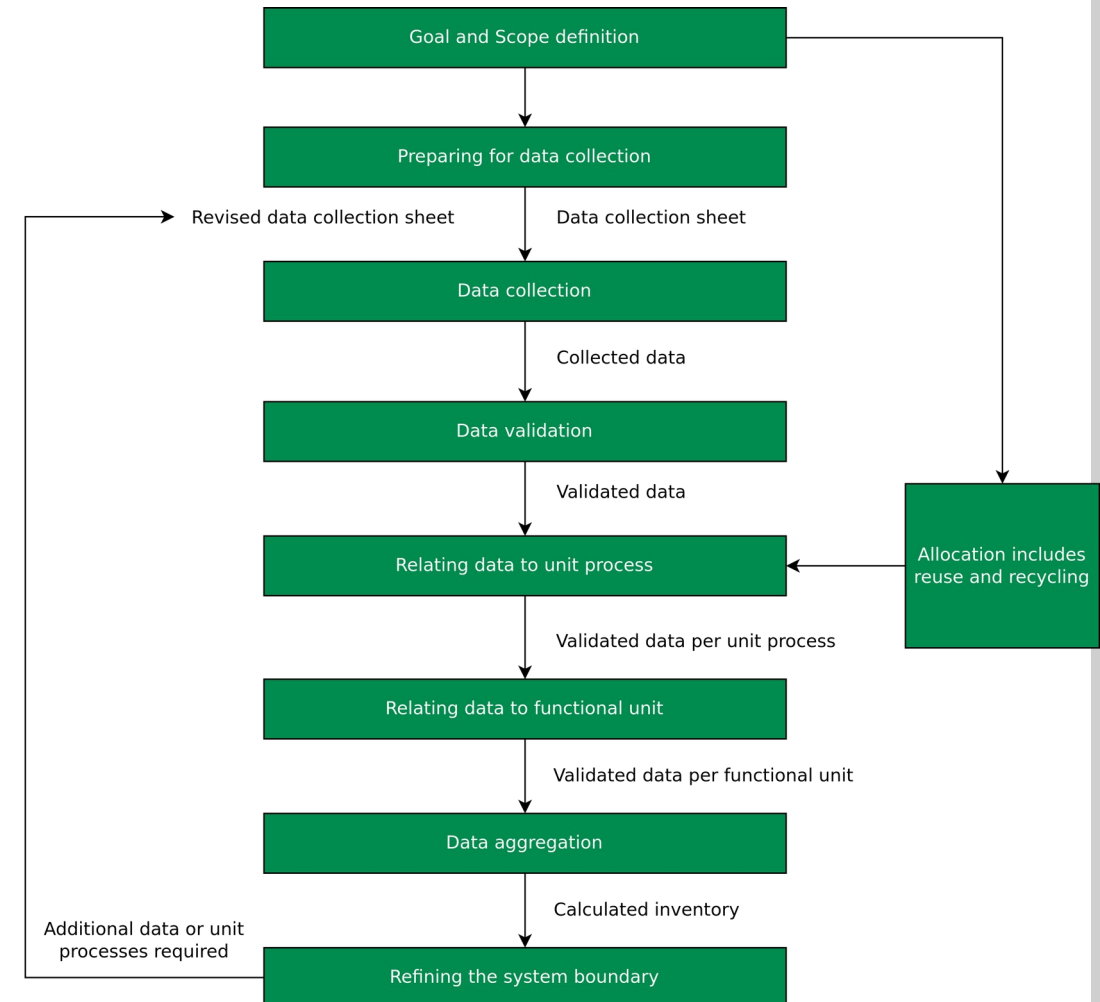 Goal and Scope definition
Preparing for data collection
Revised data collection sheet
Data collection sheet
Data collection
Collected data
Data validation
Validated data
Relating data to unit process
Allocation includes
reuse and recycling
Validated data per unit process
Relating data to functional unit
Validated data per functional unit
Data aggregation
Calculated inventory
Additional data or unit
processes required
Refining the system boundary